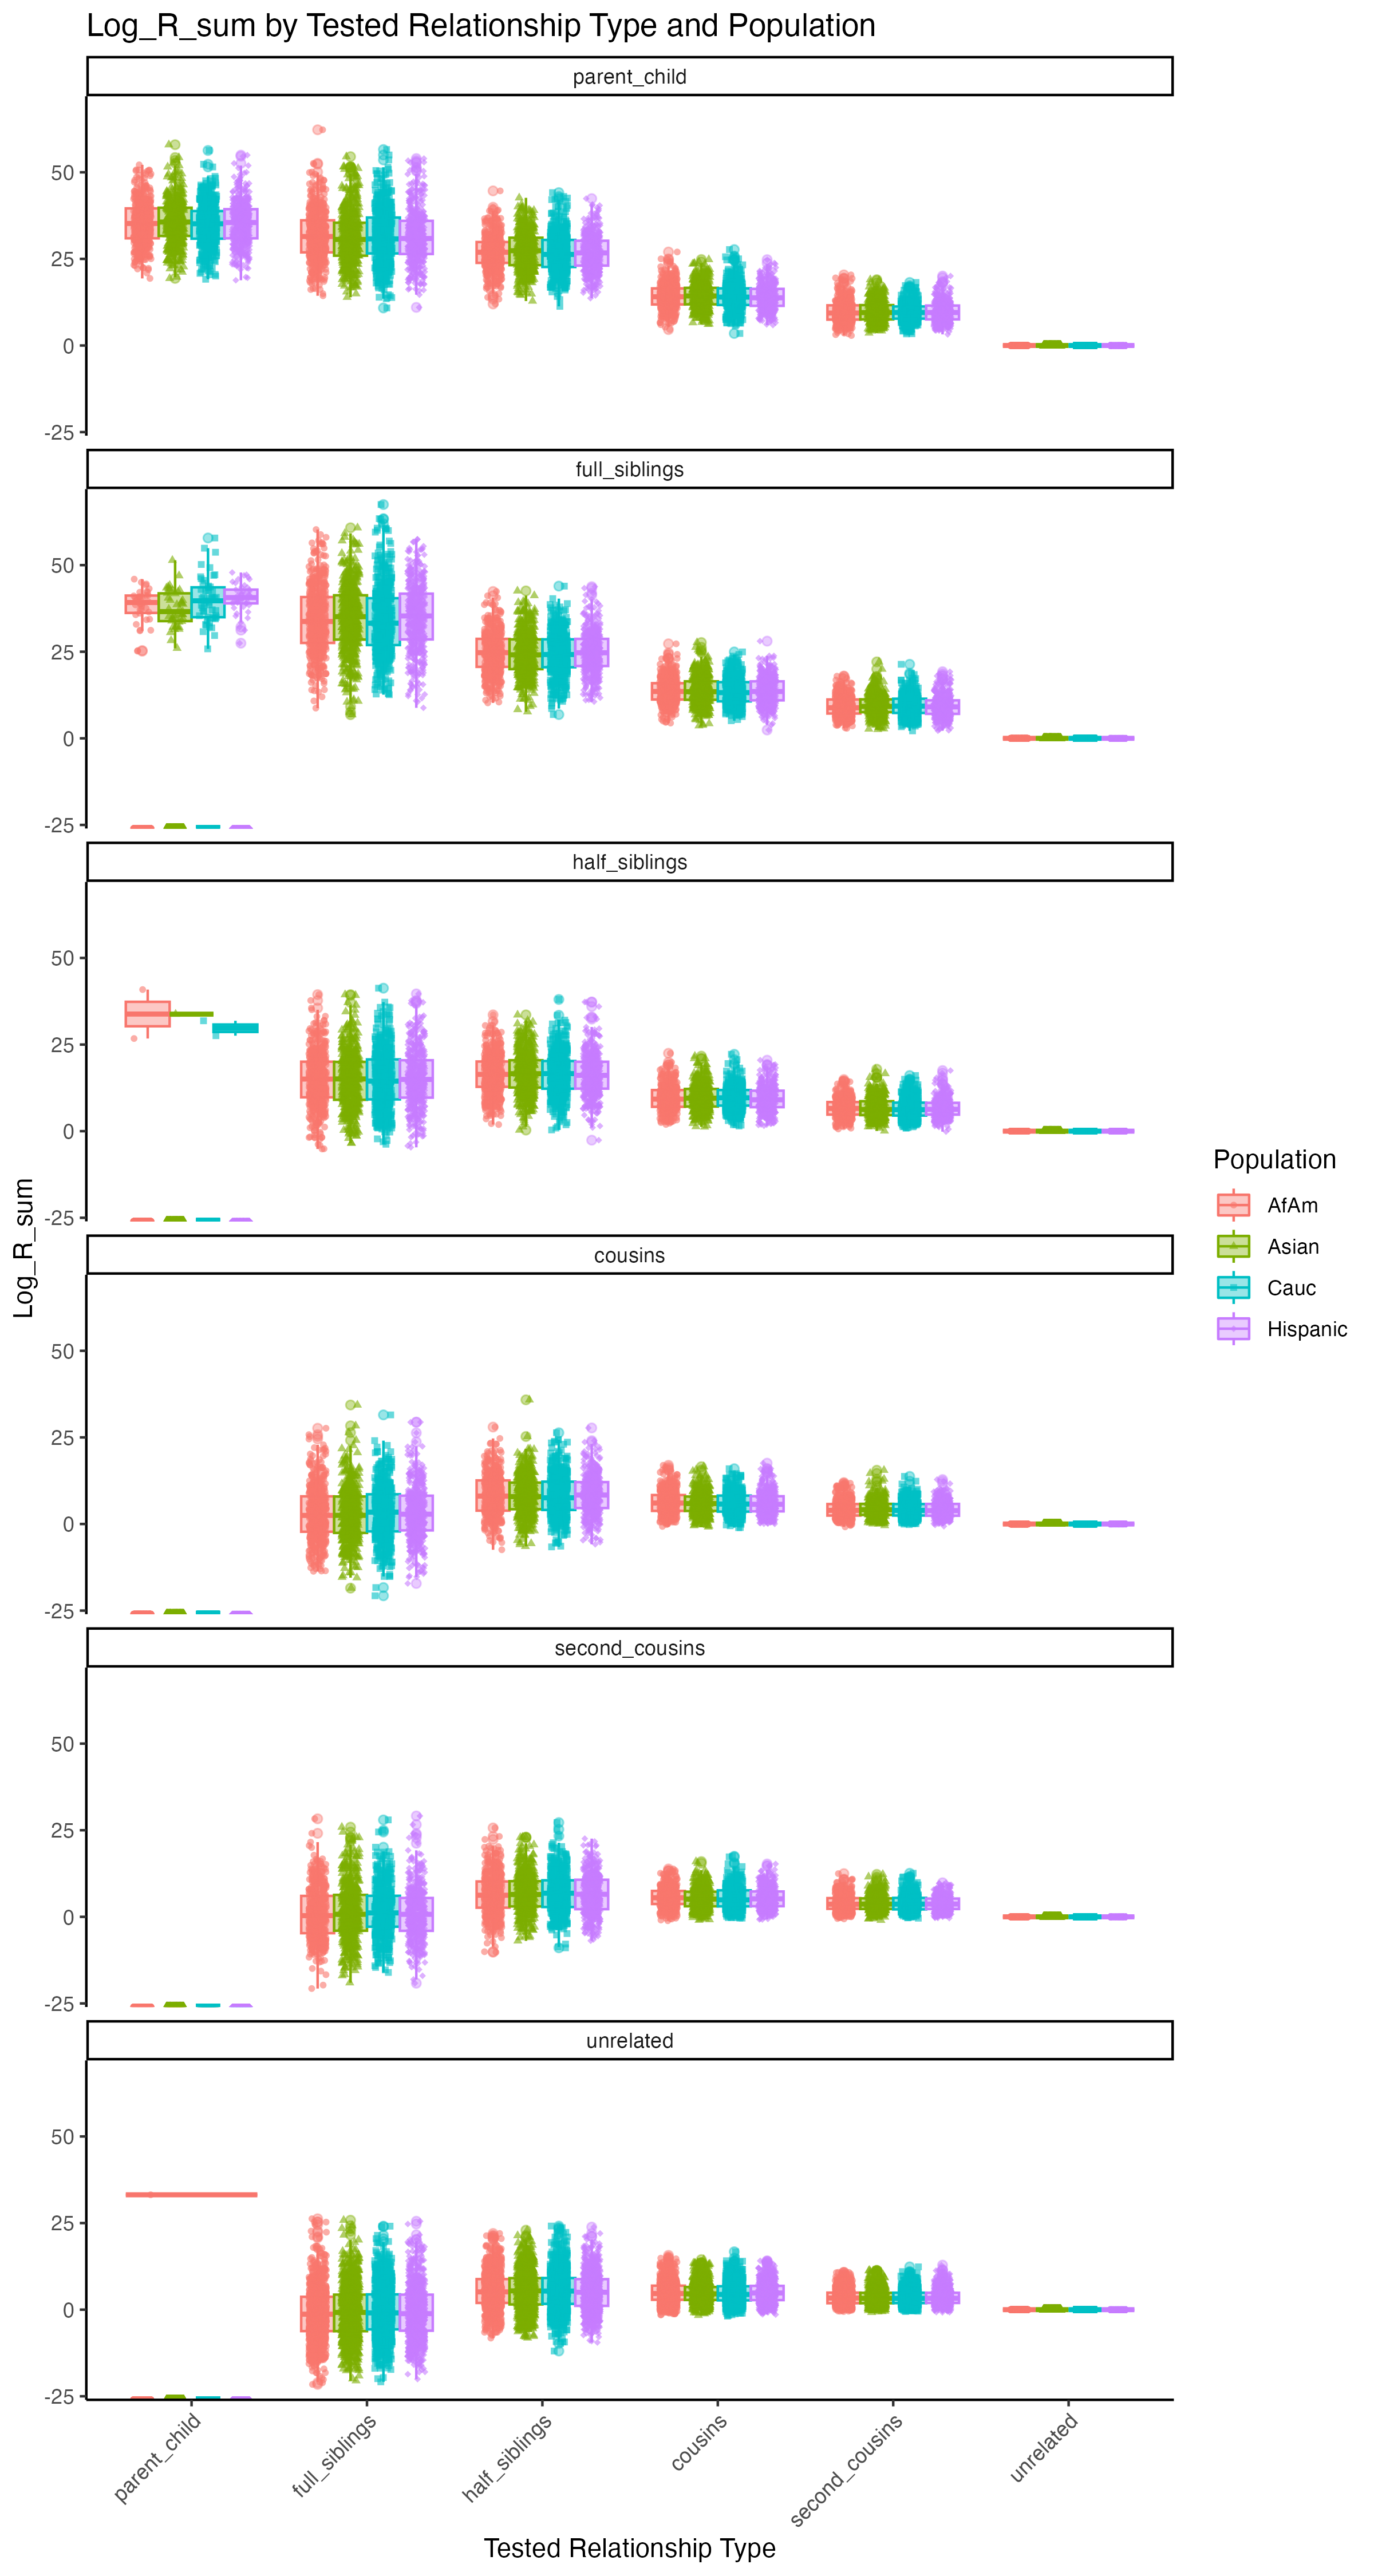 Log_R_sum by Tested Relationship Type and Population
parent_child
50
25
0
-25
full_siblings
50
25
0
-25
half_siblings
50
25
0
-25
cousins
50
25
0
-25
second_cousins
50
25
0
-25
unrelated
50
25
0
-25
Log_R_sum
parent_child
full_siblings
half_siblings
cousins
second_cousins
unrelated
Tested Relationship Type
Population
AfAm
Asian
Cauc
Hispanic